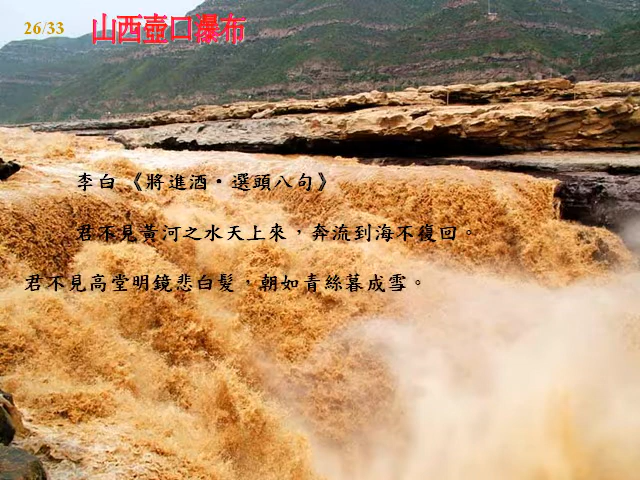 26/33
山西壺口瀑布
李白《將進酒•選頭八句》
君不見黃河之水天上來，奔流到海不復回。
君不見高堂明鏡悲白髮，朝如青絲暮成雪。